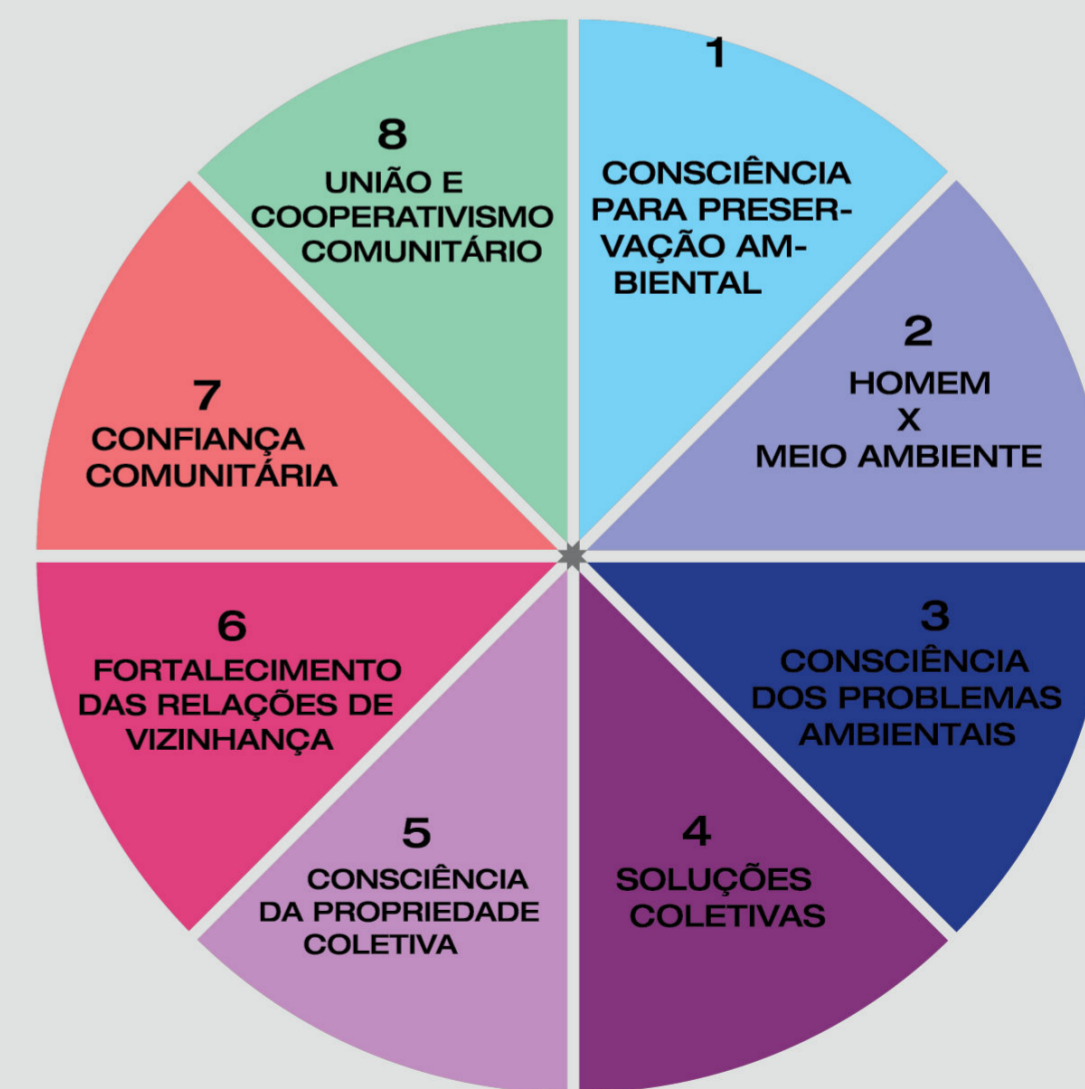 1
CONSCIÊNCIA
PARA PRESER-
VAÇÃO AM-
BIENTAL
2
HOMEM
X
MEIO AMBIENTE
3
CONSCIÊNCIA
DOS PROBLEMAS
AMBIENTAIS
4
SOLUÇÕES
COLETIVAS
5
CONSCIÊNCIA
DA PROPRIEDADE
COLETIVA
6
FORTALECIMENTO
DAS RELAÇÕES DE
VIZINHANÇA
7
CONFIANÇA
COMUNITÁRIA
8
UNIÃO E
COOPERATIVISMO
COMUNITÁRIO